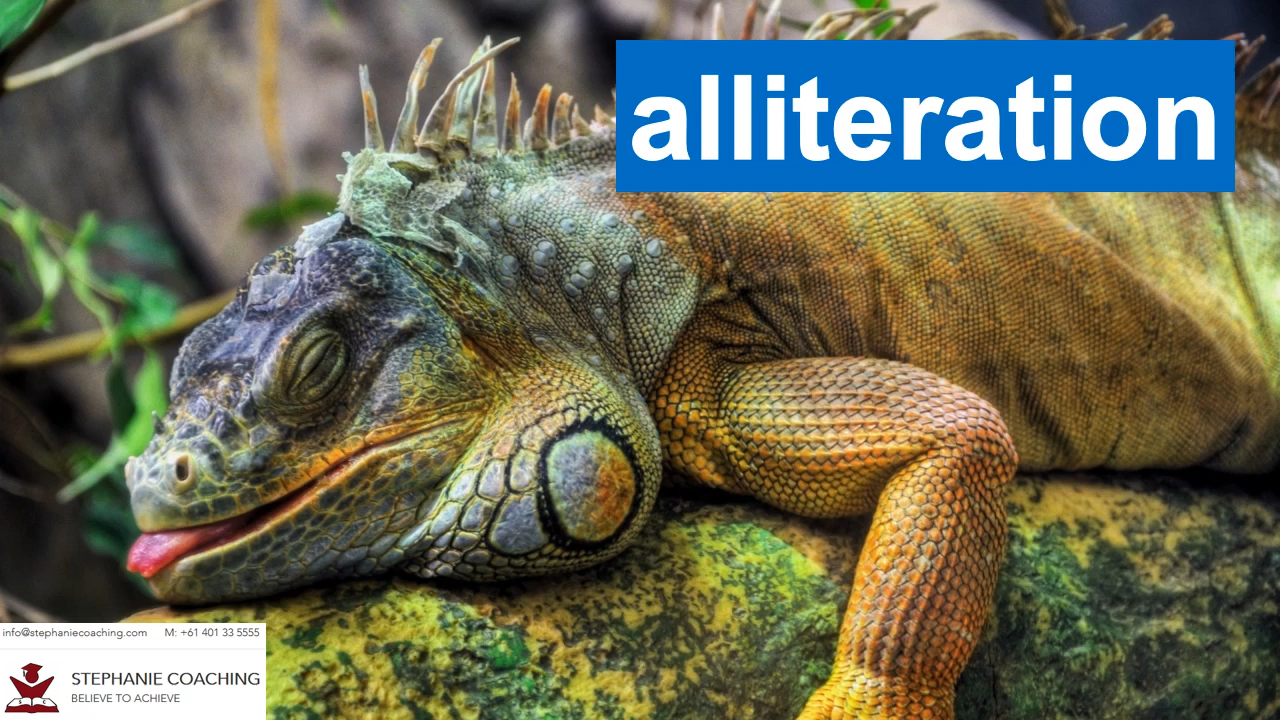 alliteration
info@stephaniecoaching.com M: +61 401 33 5555
STEPHANIE COACHING
BELIEVE TO ACHIEVE